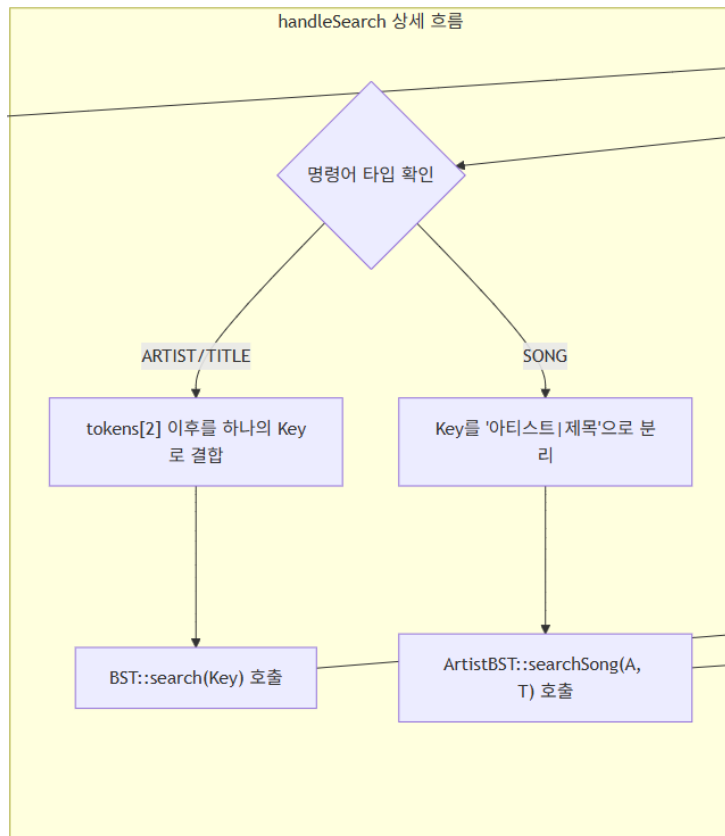 handleSearch 상세 흐름
명령어 타입 확인
ARTIST/TITLE
SONG
tokens[2] 이후를 하나의 Key
로 결합
Key를 '아티스트|제목'으로 분
리
BST::search(Key) 호출
ArtistBST::searchSong(A,
T) 호출